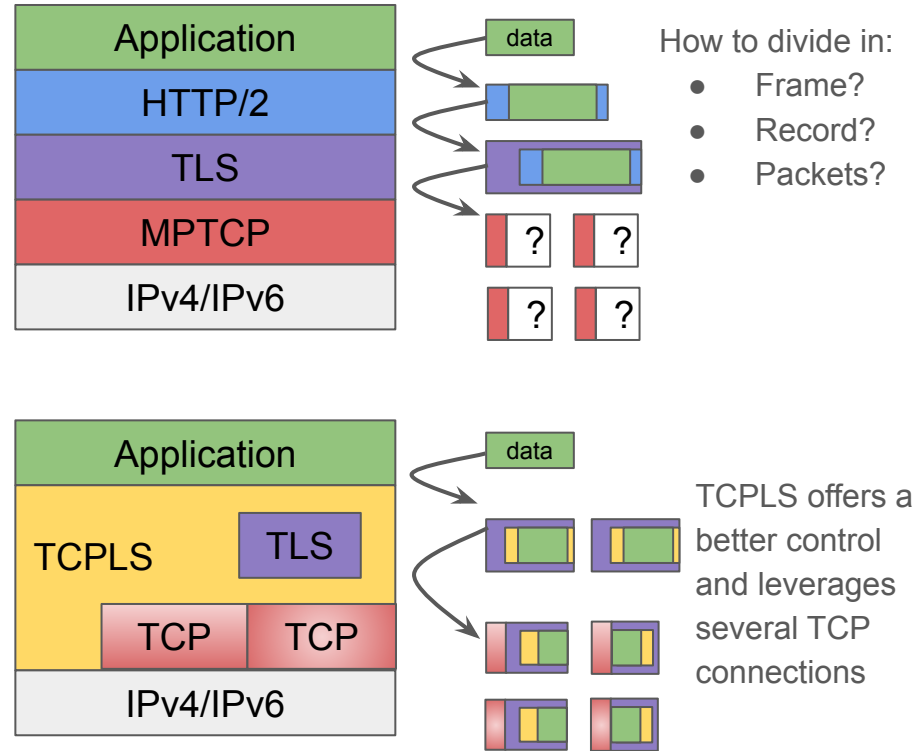 Application
HTTP/2
TLS
MPTCP
IPv4/IPv6
data
?
?
?
?
How to divide in:
● Frame?
● Record?
● Packets?
Application
TCPLS
TLS
TCP
TCP
IPv4/IPv6
data
TCPLS offers a
better control
and leverages
several TCP
connections